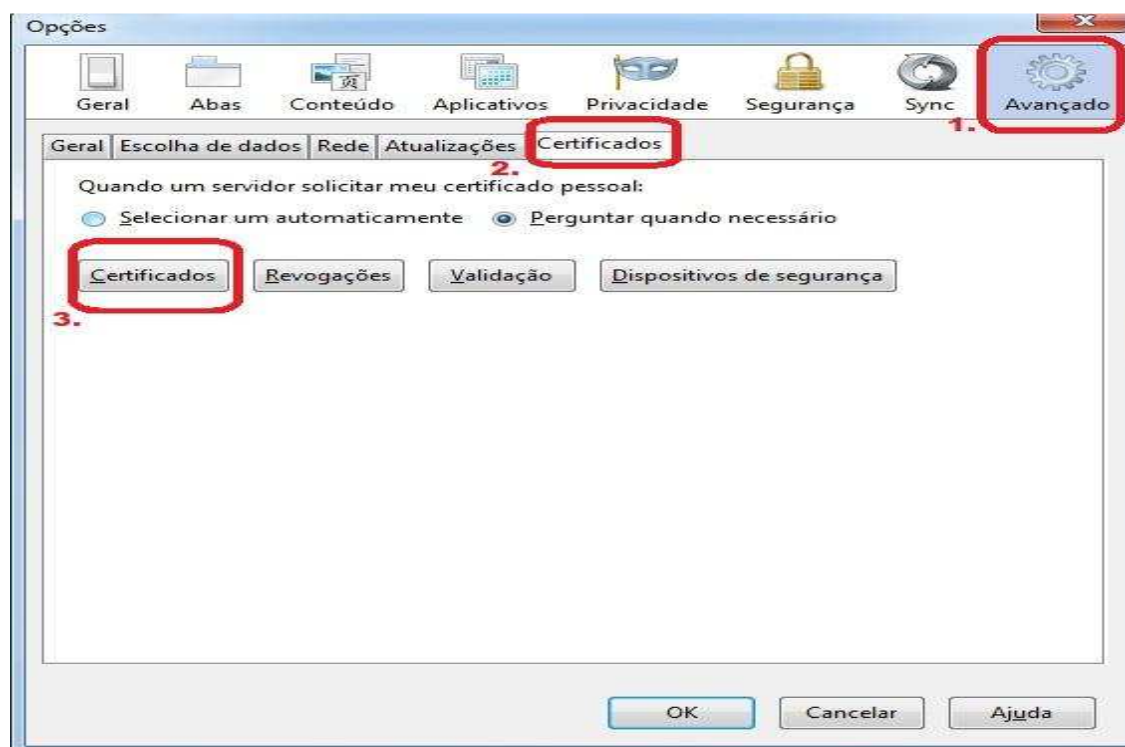 Opções
Geral Abas Conteúdo Aplicativos Privacidade Segurança Sync Avançado
1.
Geral Escolha de dados Rede Atualizações Certificados
2.
Quando um servidor solicitar meu certificado pessoal:
Selecionar um automaticamente Perguntar quando necessário
Certificados Revogações Validação Dispositivos de segurança
3.
OK Cancelar Ajuda